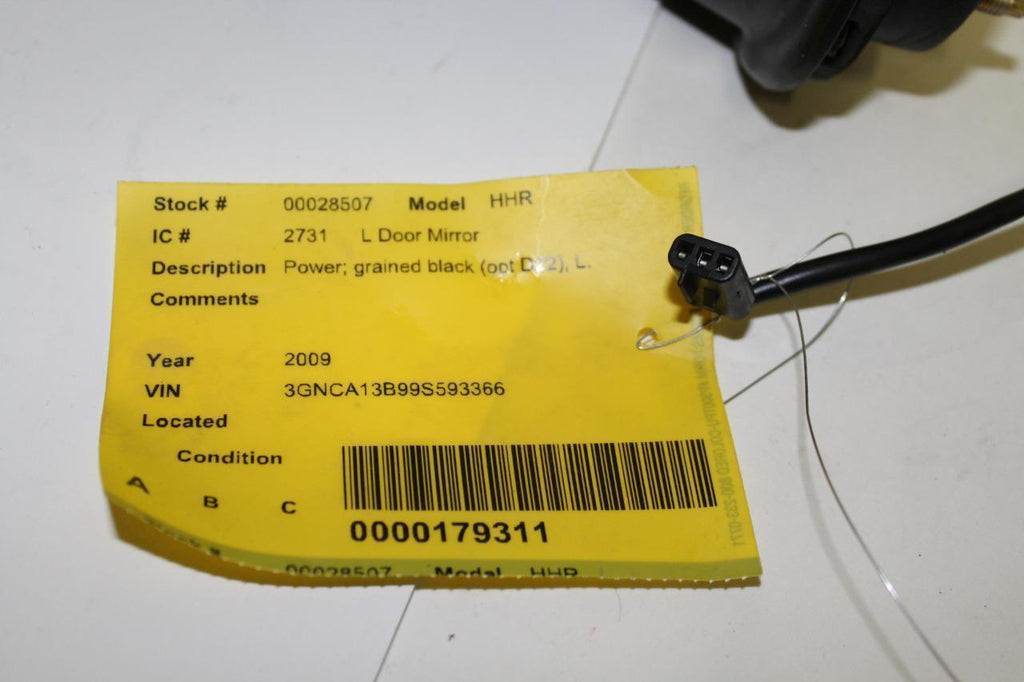 Stock # 00028507 Model HHR
IC # 2731 L Door Mirror
Description Power; grained black (opt D22), L.
Comments
Year 2009
VIN 3GNCA13B99S593366
Located
Condition
A B C
0000179311
00028507 Model HHR